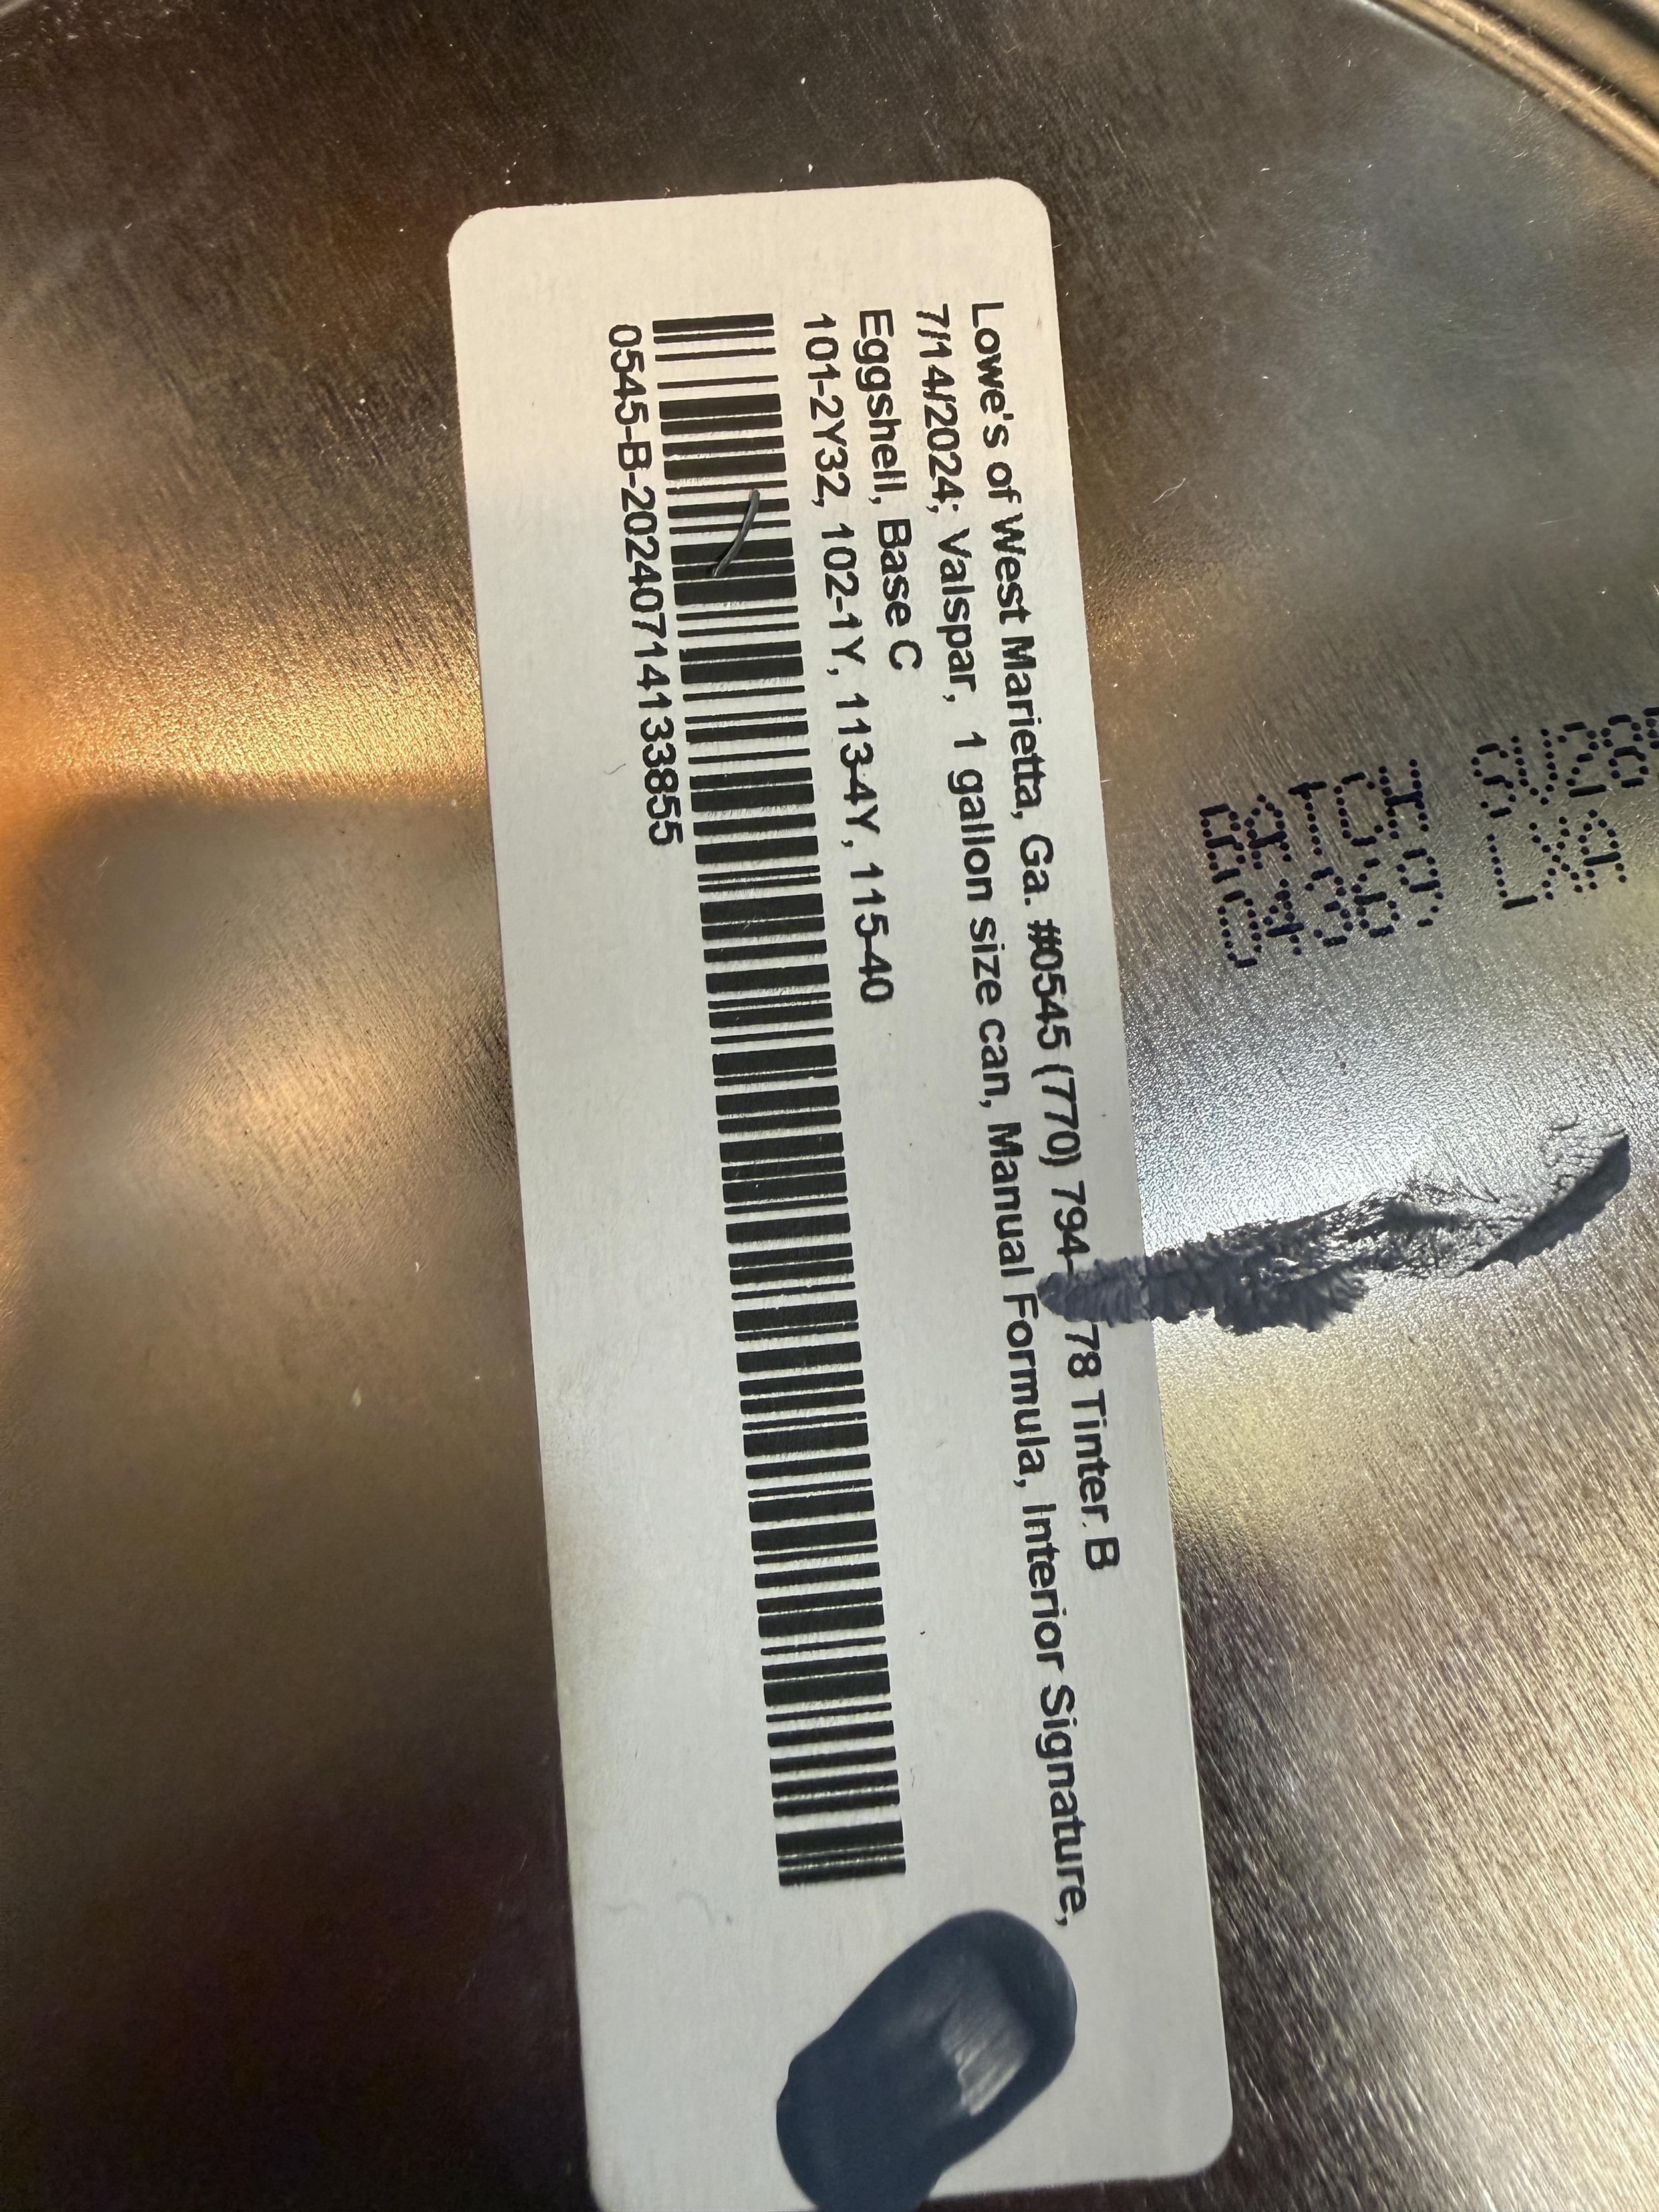 Lowe's of West Marietta, Ga. #0545 (770) 794- 78 Tinter. B
7/14/2024; Valspar, 1 gallon size can, Manual Formula, Interior Signature,
Eggshell, Base C
101-2Y32, 102-1Y, 113-4Y, 115-40
0545-B-20240714133855